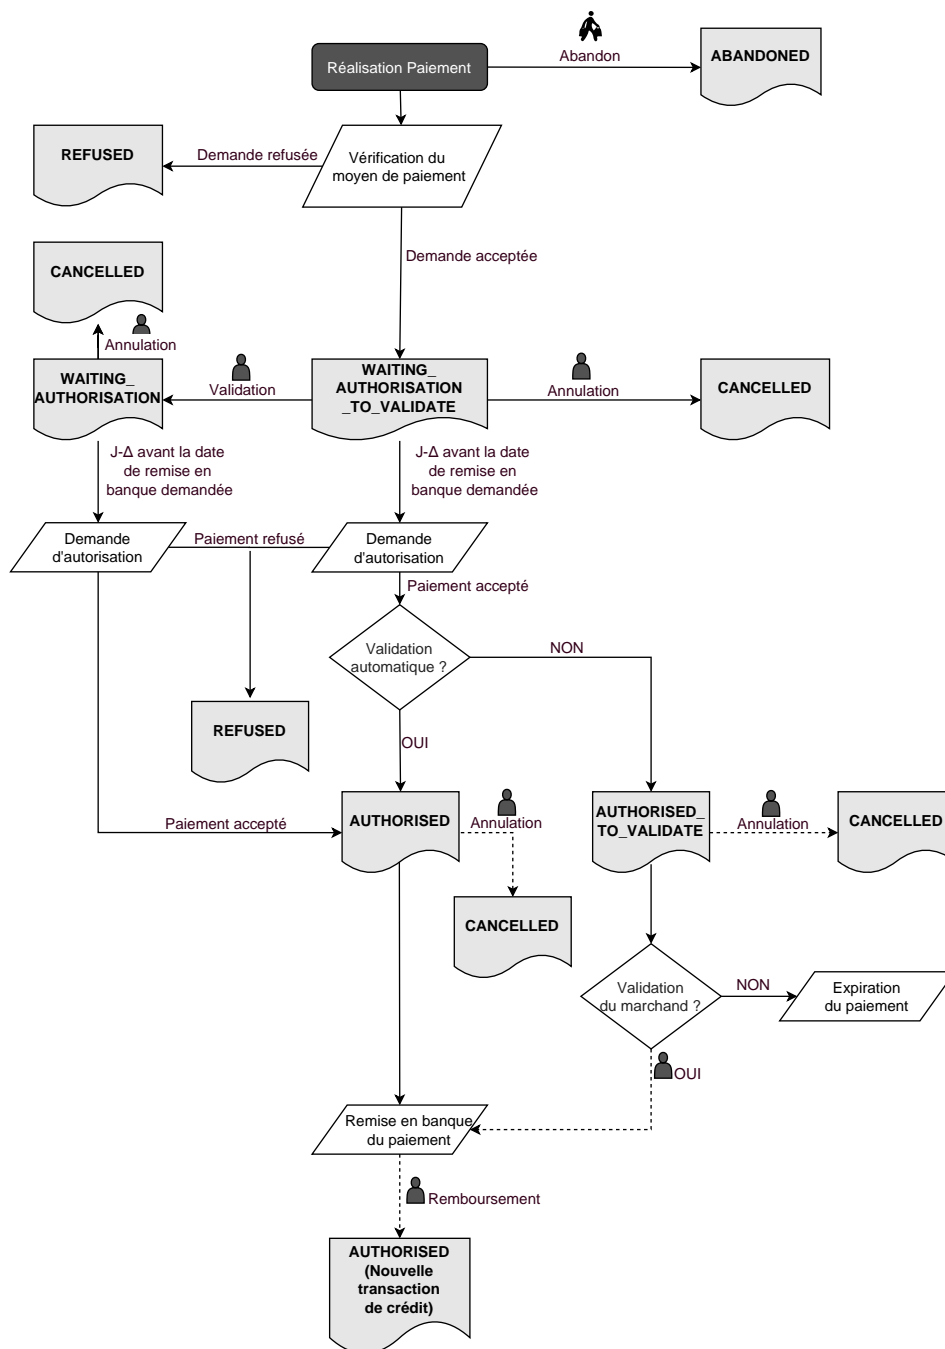 Abandon
ABANDONED
Réalisation Paiement
REFUSED
Demande refusée
Vérification du
moyen de paiement
Demande acceptée
CANCELLED
Annulation
WAITING_
AUTHORISATION
Validation
WAITING_
AUTHORISATION
_TO_VALIDATE
Annulation
CANCELLED
J-Δ avant la date
de remise en
banque demandée
J-Δ avant la date
de remise en
banque demandée
Demande
d'autorisation
Paiement refusé
Demande
d'autorisation
Paiement accepté
Validation
automatique ?
NON
REFUSED
OUI
Paiement accepté
AUTHORISED
Annulation
AUTHORISED_
TO_VALIDATE
Annulation
CANCELLED
CANCELLED
Validation
du marchand ?
NON
Expiration
du paiement
OUI
Remise en banque
du paiement
Remboursement
AUTHORISED
(Nouvelle
transaction
de crédit)